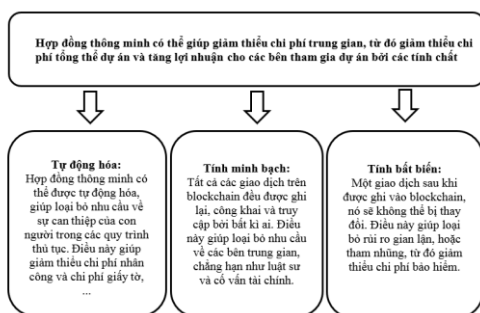 Hợp đồng thông minh có thể giúp giảm thiểu chi phí trung gian, từ đó giảm thiểu chi
phí tổng thể dự án và tăng lợi nhuận cho các bên tham gia dự án bởi các tính chất
Tự động hóa:
Hợp đồng thông minh có
thể được tự động hóa,
giúp loại bỏ nhu cầu về
sự can thiệp của con
người trong các quy trình
thủ tục. Điều này giúp
giảm thiểu chi phí nhân
công và chi phí giấy tờ,
...
Tính minh bạch:
Tất cả các giao dịch trên
blockchain đều được ghi
lại, công khai và truy
cập bởi bất kì ai. Điều
này giúp loại bỏ nhu cầu
về các bên trung gian,
chẳng hạn như luật sư
và cố vấn tài chính.
Tính bất biến:
Một giao dịch sau khi
được ghi vào blockchain,
nó sẽ không thể bị thay
đổi. Điều này giúp loại
bỏ rủi ro gian lận, hoặc
tham nhũng, từ đó giảm
thiểu chi phí bảo hiểm.